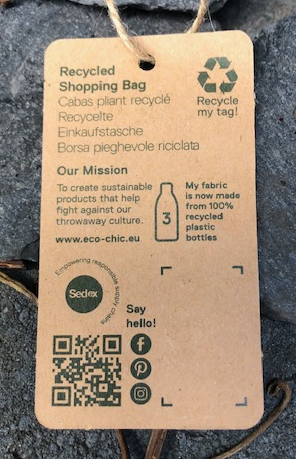 Recycled
Shopping Bag
Cabas pliant recyclé
Recycelte
Einkaufstasche
Borsa pieghevole riciclata
Recycle
my tag!
Our Mission
To create sustainable
products that help
fight against our
throwaway culture.
www.eco-chic.eu
3
My fabric
is now made
from 100%
recycled
plastic
bottles
Empowering responsible supply chains
Sedex
Say
hello!